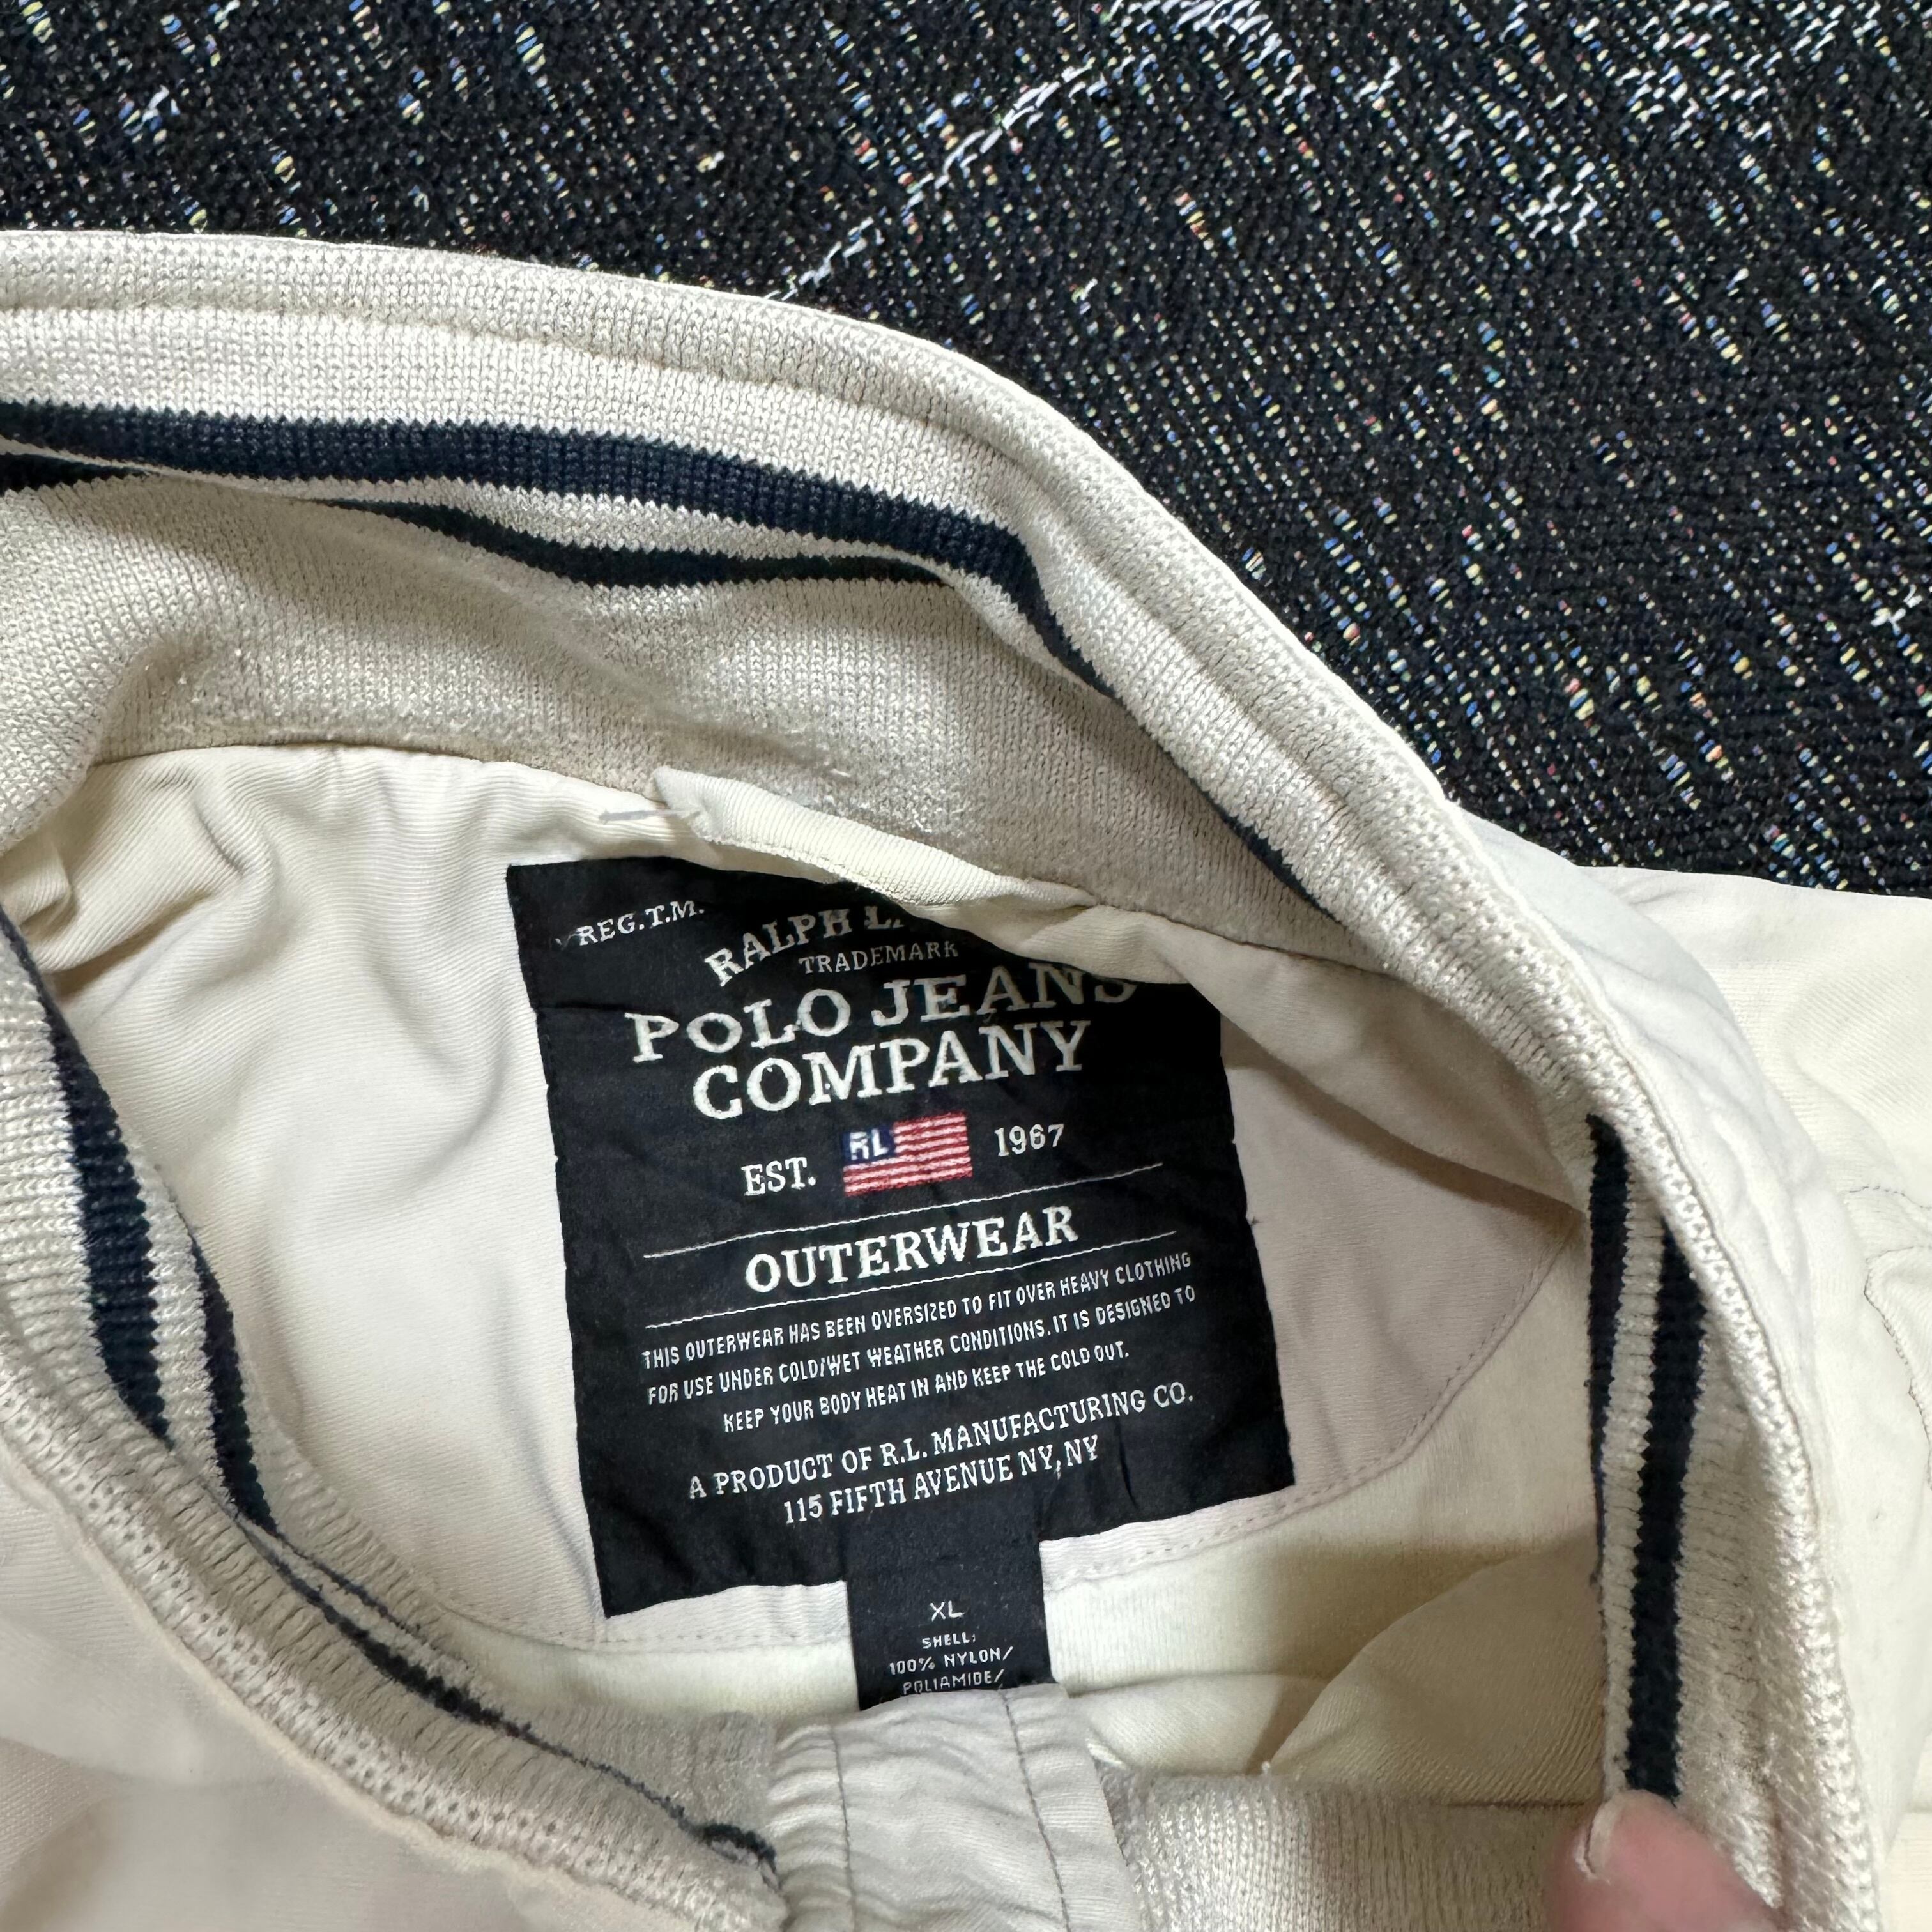 REG.T.M.
RALPH
TRADEMARK
POLO JEANS
COMPANY
EST. RL 1967
OUTERWEAR
THIS OUTERWEAR HAS BEEN OVERSIZED TO FIT OVER HEAVY CLOTHING
FOR USE UNDER COLD/WET WEATHER CONDITIONS. IT IS DESIGNED TO
KEEP YOUR BODY HEAT IN AND KEEP THE COLD OUT.
A PRODUCT OF R.L. MANUFACTURING CO.
115 FIFTH AVENUE NY, NY
XL
SHELL:
100% NYLON/
POLIAMIDE/